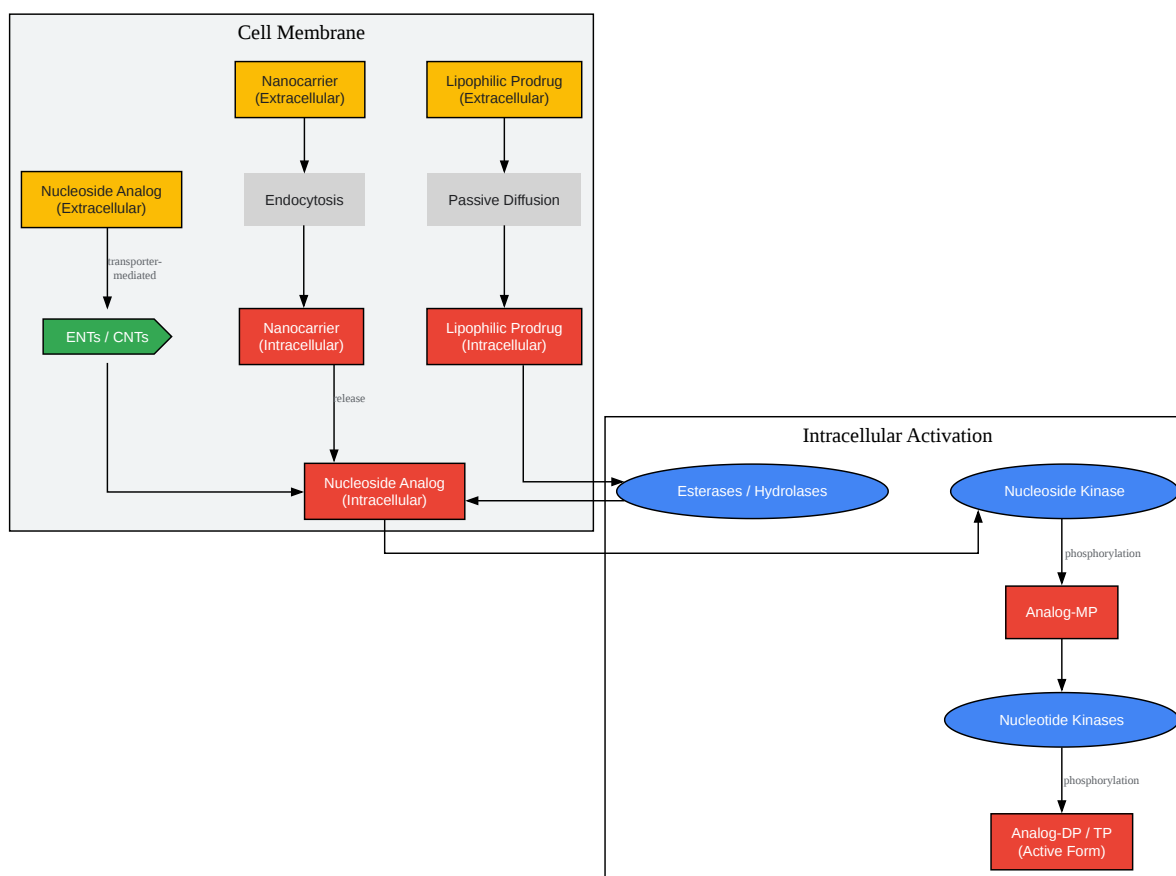 Cell Membrane
Nanocarrier
(Extracellular)
Lipophilic Prodrug
(Extracellular)
Nucleoside Analog
(Extracellular)
Endocytosis
Passive Diffusion
transporter-
mediated
ENTs / CNTs
Nanocarrier
(Intracellular)
Lipophilic Prodrug
(Intracellular)
release
Nucleoside Analog
(Intracellular)
Intracellular Activation
Esterases / Hydrolases
Nucleoside Kinase
phosphorylation
Analog-MP
Nucleotide Kinases
phosphorylation
Analog-DP / TP
(Active Form)